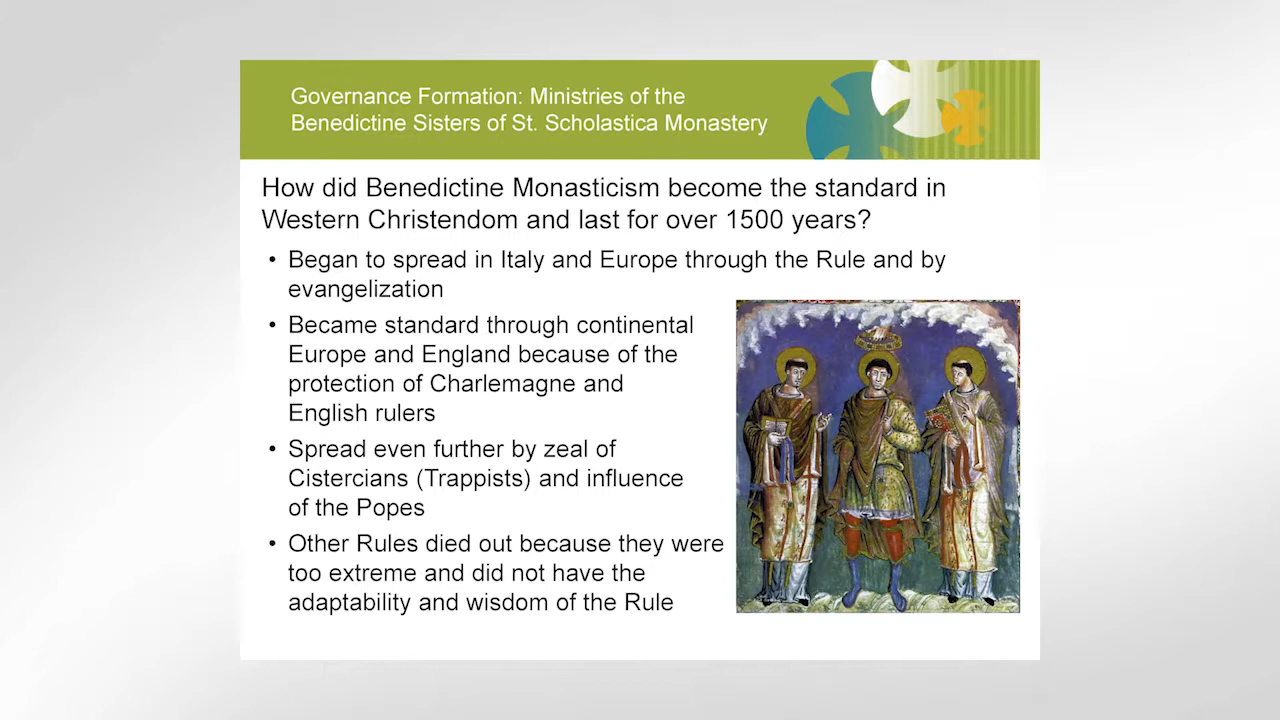 Governance Formation: Ministries of the
Benedictine Sisters of St. Scholastica Monastery
How did Benedictine Monasticism become the standard in
Western Christendom and last for over 1500 years?
• Began to spread in Italy and Europe through the Rule and by
evangelization
• Became standard through continental
Europe and England because of the
protection of Charlemagne and
English rulers
• Spread even further by zeal of
Cistercians (Trappists) and influence
of the Popes
• Other Rules died out because they were
too extreme and did not have the
adaptability and wisdom of the Rule